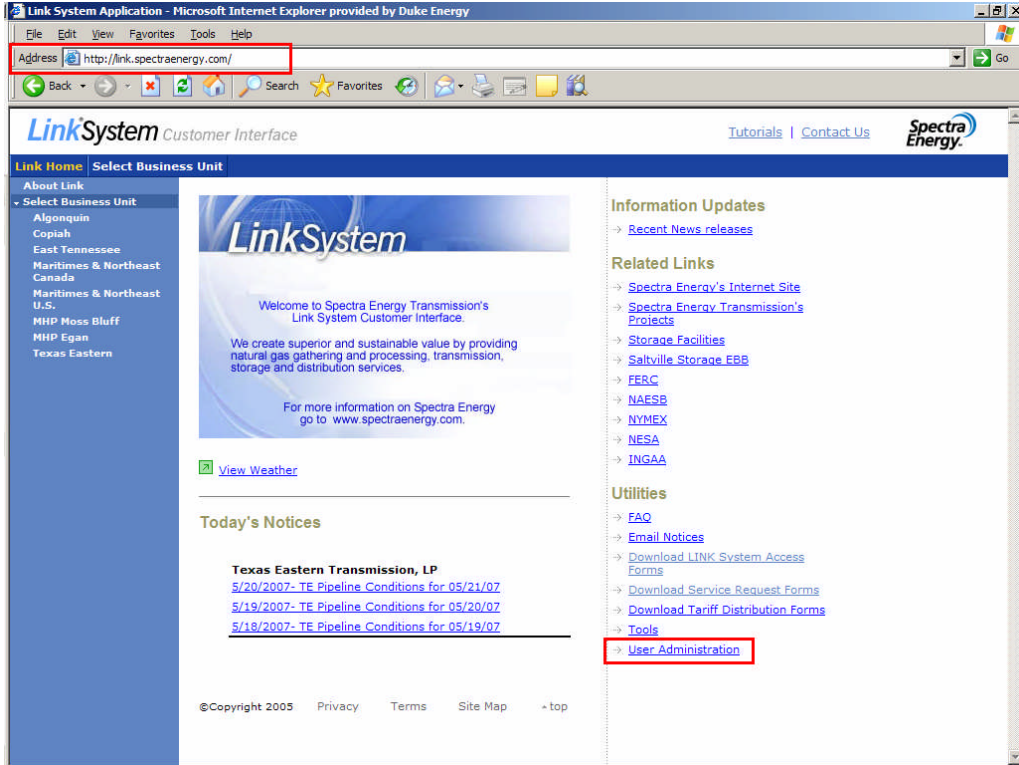 Link System Application - Microsoft Internet Explorer provided by Duke Energy
File Edit View Favorites Tools Help
Address http://link.spectraenergy.com/ Go
Back Search Favorites
LinkSystem Customer Interface
Tutorials | Contact Us
Spectra
Energy.
Link Home Select Business Unit
About Link
Select Business Unit
Algonquin
Copiah
East Tennessee
Maritimes & Northeast
Canada
Maritimes & Northeast
U.S.
MHP Moss Bluff
MHP Egan
Texas Eastern
LinkSystem
Welcome to Spectra Energy Transmission's
Link System Customer Interface.
We create superior and sustainable value by providing
natural gas gathering and processing, transmission,
storage and distribution services.
For more information on Spectra Energy
go to www.spectraenergy.com.
View Weather
Today's Notices
Texas Eastern Transmission, LP
5/20/2007- TE Pipeline Conditions for 05/21/07
5/19/2007- TE Pipeline Conditions for 05/20/07
5/18/2007- TE Pipeline Conditions for 05/19/07
Information Updates
Recent News releases
Related Links
Spectra Energy's Internet Site
Spectra Energy Transmission's
Projects
Storage Facilities
Saltville Storage EBB
FERC
NAESB
NYMEX
NESA
INGAA
Utilities
FAQ
Email Notices
Download LINK System Access
Forms
Download Service Request Forms
Download Tariff Distribution Forms
Tools
User Administration
©Copyright 2005 Privacy Terms Site Map top